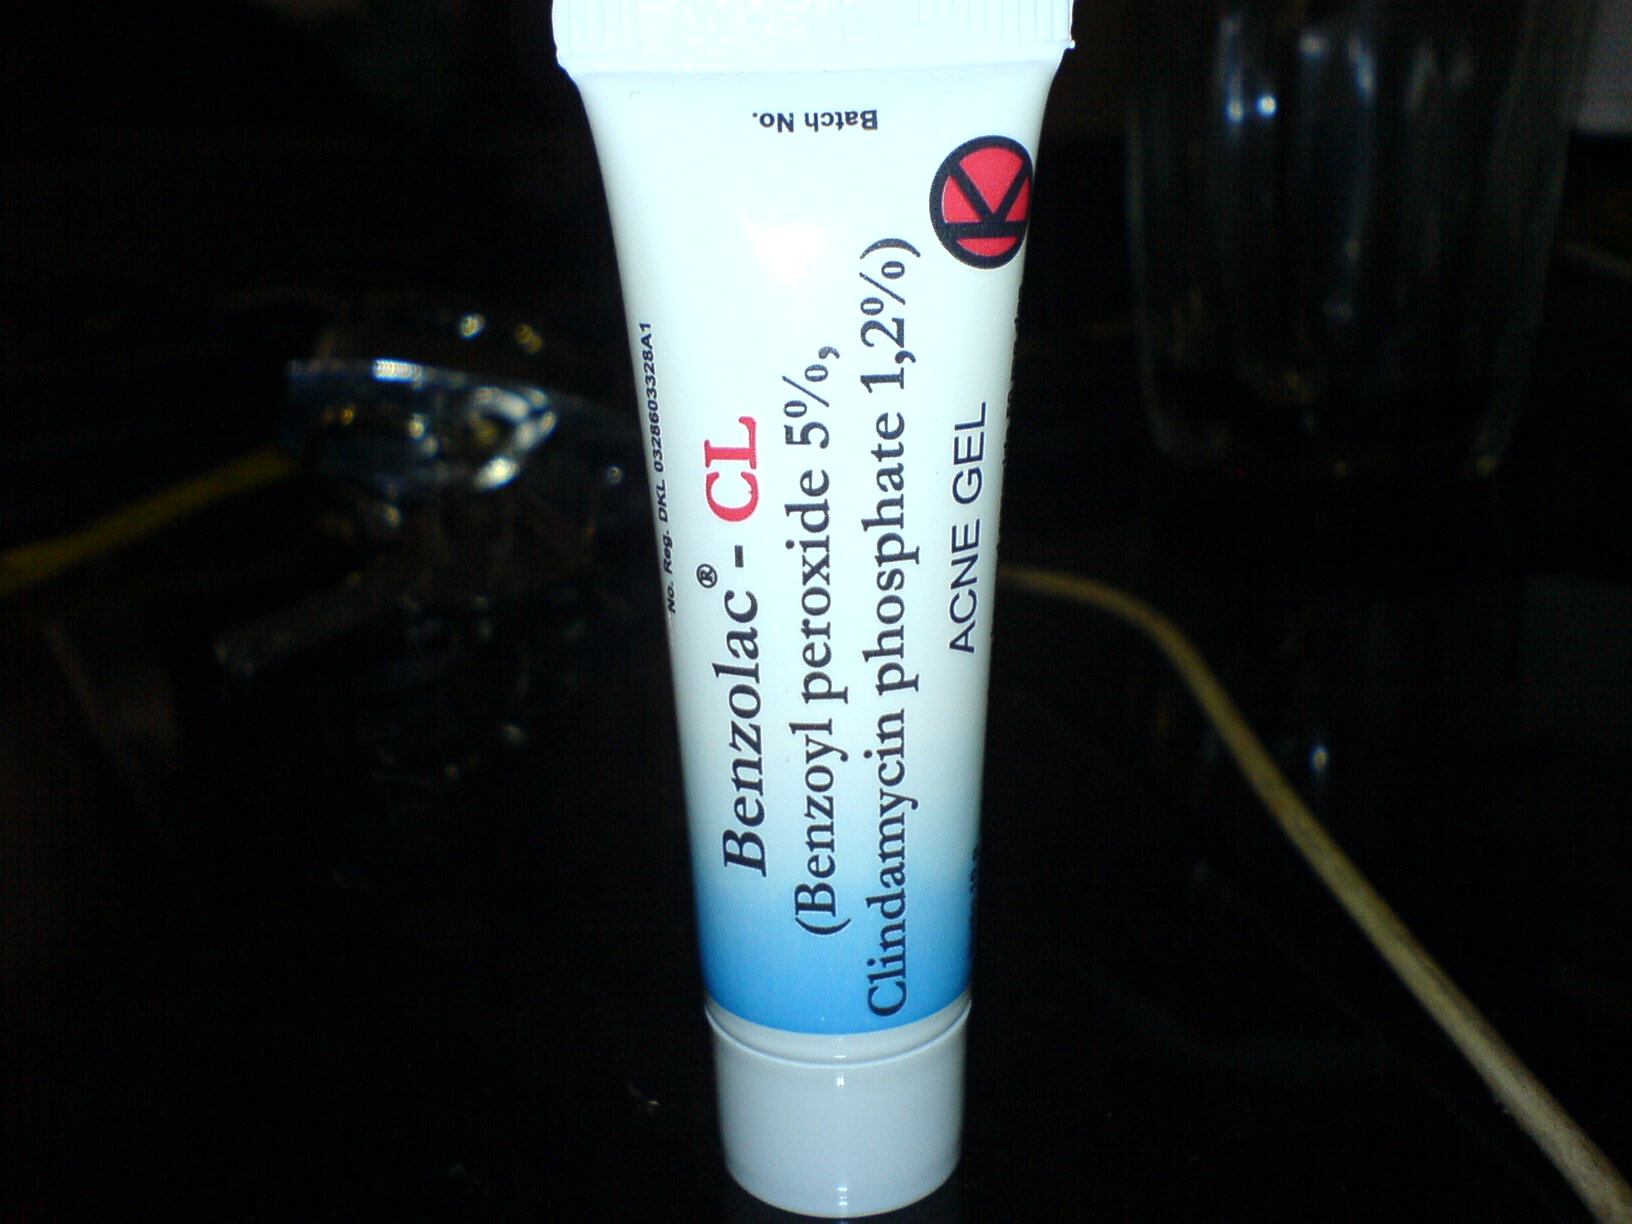 Batch No.
K
No. Reg. DKL 0328603328A1
Benzolac® - CL
(Benzoyl peroxide 5%,
Clindamycin phosphate 1,2%)
ACNE GEL